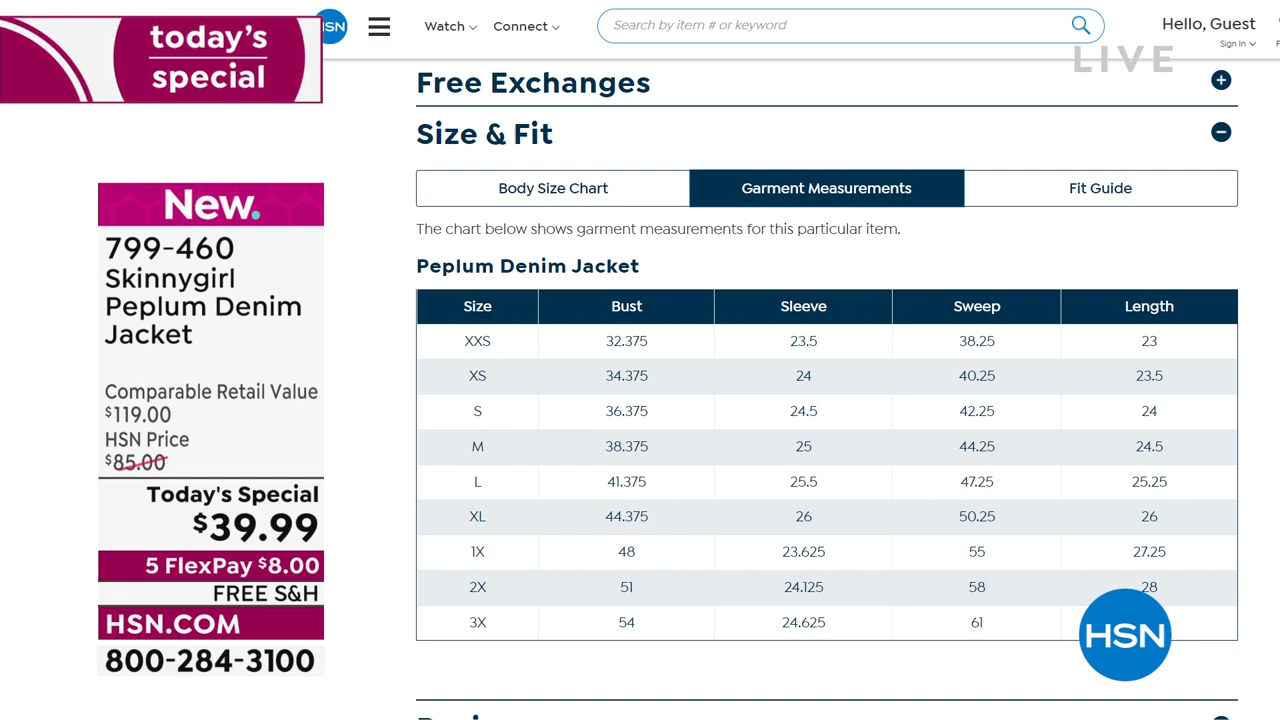 today's
special
HSN
Watch
Connect
Search by item # or keyword
Hello, Guest
Sign In
LIVE
Free Exchanges
Size & Fit
Body Size Chart
Garment Measurements
Fit Guide
The chart below shows garment measurements for this particular item.
Peplum Denim Jacket
Size Bust Sleeve Sweep Length
XXS 32.375 23.5 38.25 23
XS 34.375 24 40.25 23.5
S 36.375 24.5 42.25 24
M 38.375 25 44.25 24.5
L 41.375 25.5 47.25 25.25
XL 44.375 26 50.25 26
1X 48 23.625 55 27.25
2X 51 24.125 58 28
3X 54 24.625 61
HSN
New.
799-460
Skinnygirl
Peplum Denim
Jacket
Comparable Retail Value
$119.00
HSN Price
$85.00
Today's Special
$39.99
5 FlexPay $8.00
FREE S&H
HSN.COM
800-284-3100